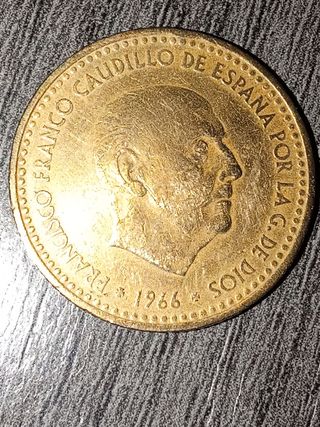 FRANCISCO FRANCO CAUDILLO DE ESPAÑA POR LA G. DE DIOS
* 1966 *